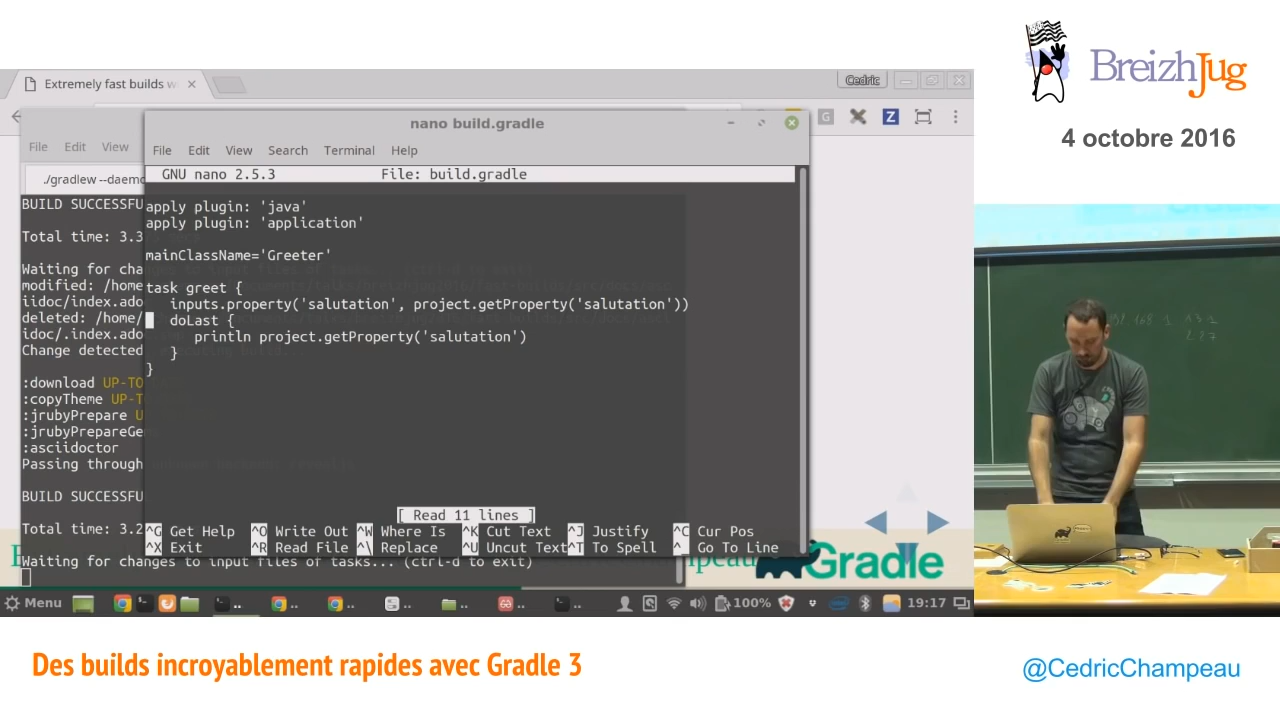 BreizhJug
4 octobre 2016
Extremely fast builds w
Cedric
nano build.gradle
File Edit View
File Edit View Search Terminal Help
./gradlew --daemo
GNU nano 2.5.3 File: build.gradle
BUILD SUCCESSFU
Total time: 3.3
Waiting for cha
modified: /home
iidoc/index.ado
deleted: /home/
idoc/.index.ado
Change detected
:download UP-TO
:copyTheme UP-T
:jrubyPrepare U
:jrubyPrepareGe
:asciidoctor
Passing through
BUILD SUCCESSFU
Total time: 3.2
Waiting for changes to input files of tasks... (ctrl-d to exit)
apply plugin: 'java'
apply plugin: 'application'
mainClassName='Greeter'
task greet {
inputs.property('salutation', project.getProperty('salutation'))
doLast {
println project.getProperty('salutation')
}
}
[ Read 11 lines ]
^G Get Help ^O Write Out ^W Where Is ^K Cut Text ^J Justify ^C Cur Pos
^X Exit ^R Read File ^\ Replace ^U Uncut Text ^T To Spell ^_ Go To Line
Gradle
Menu 100% 19:17
Des builds incroyablement rapides avec Gradle 3
@CedricChampeau